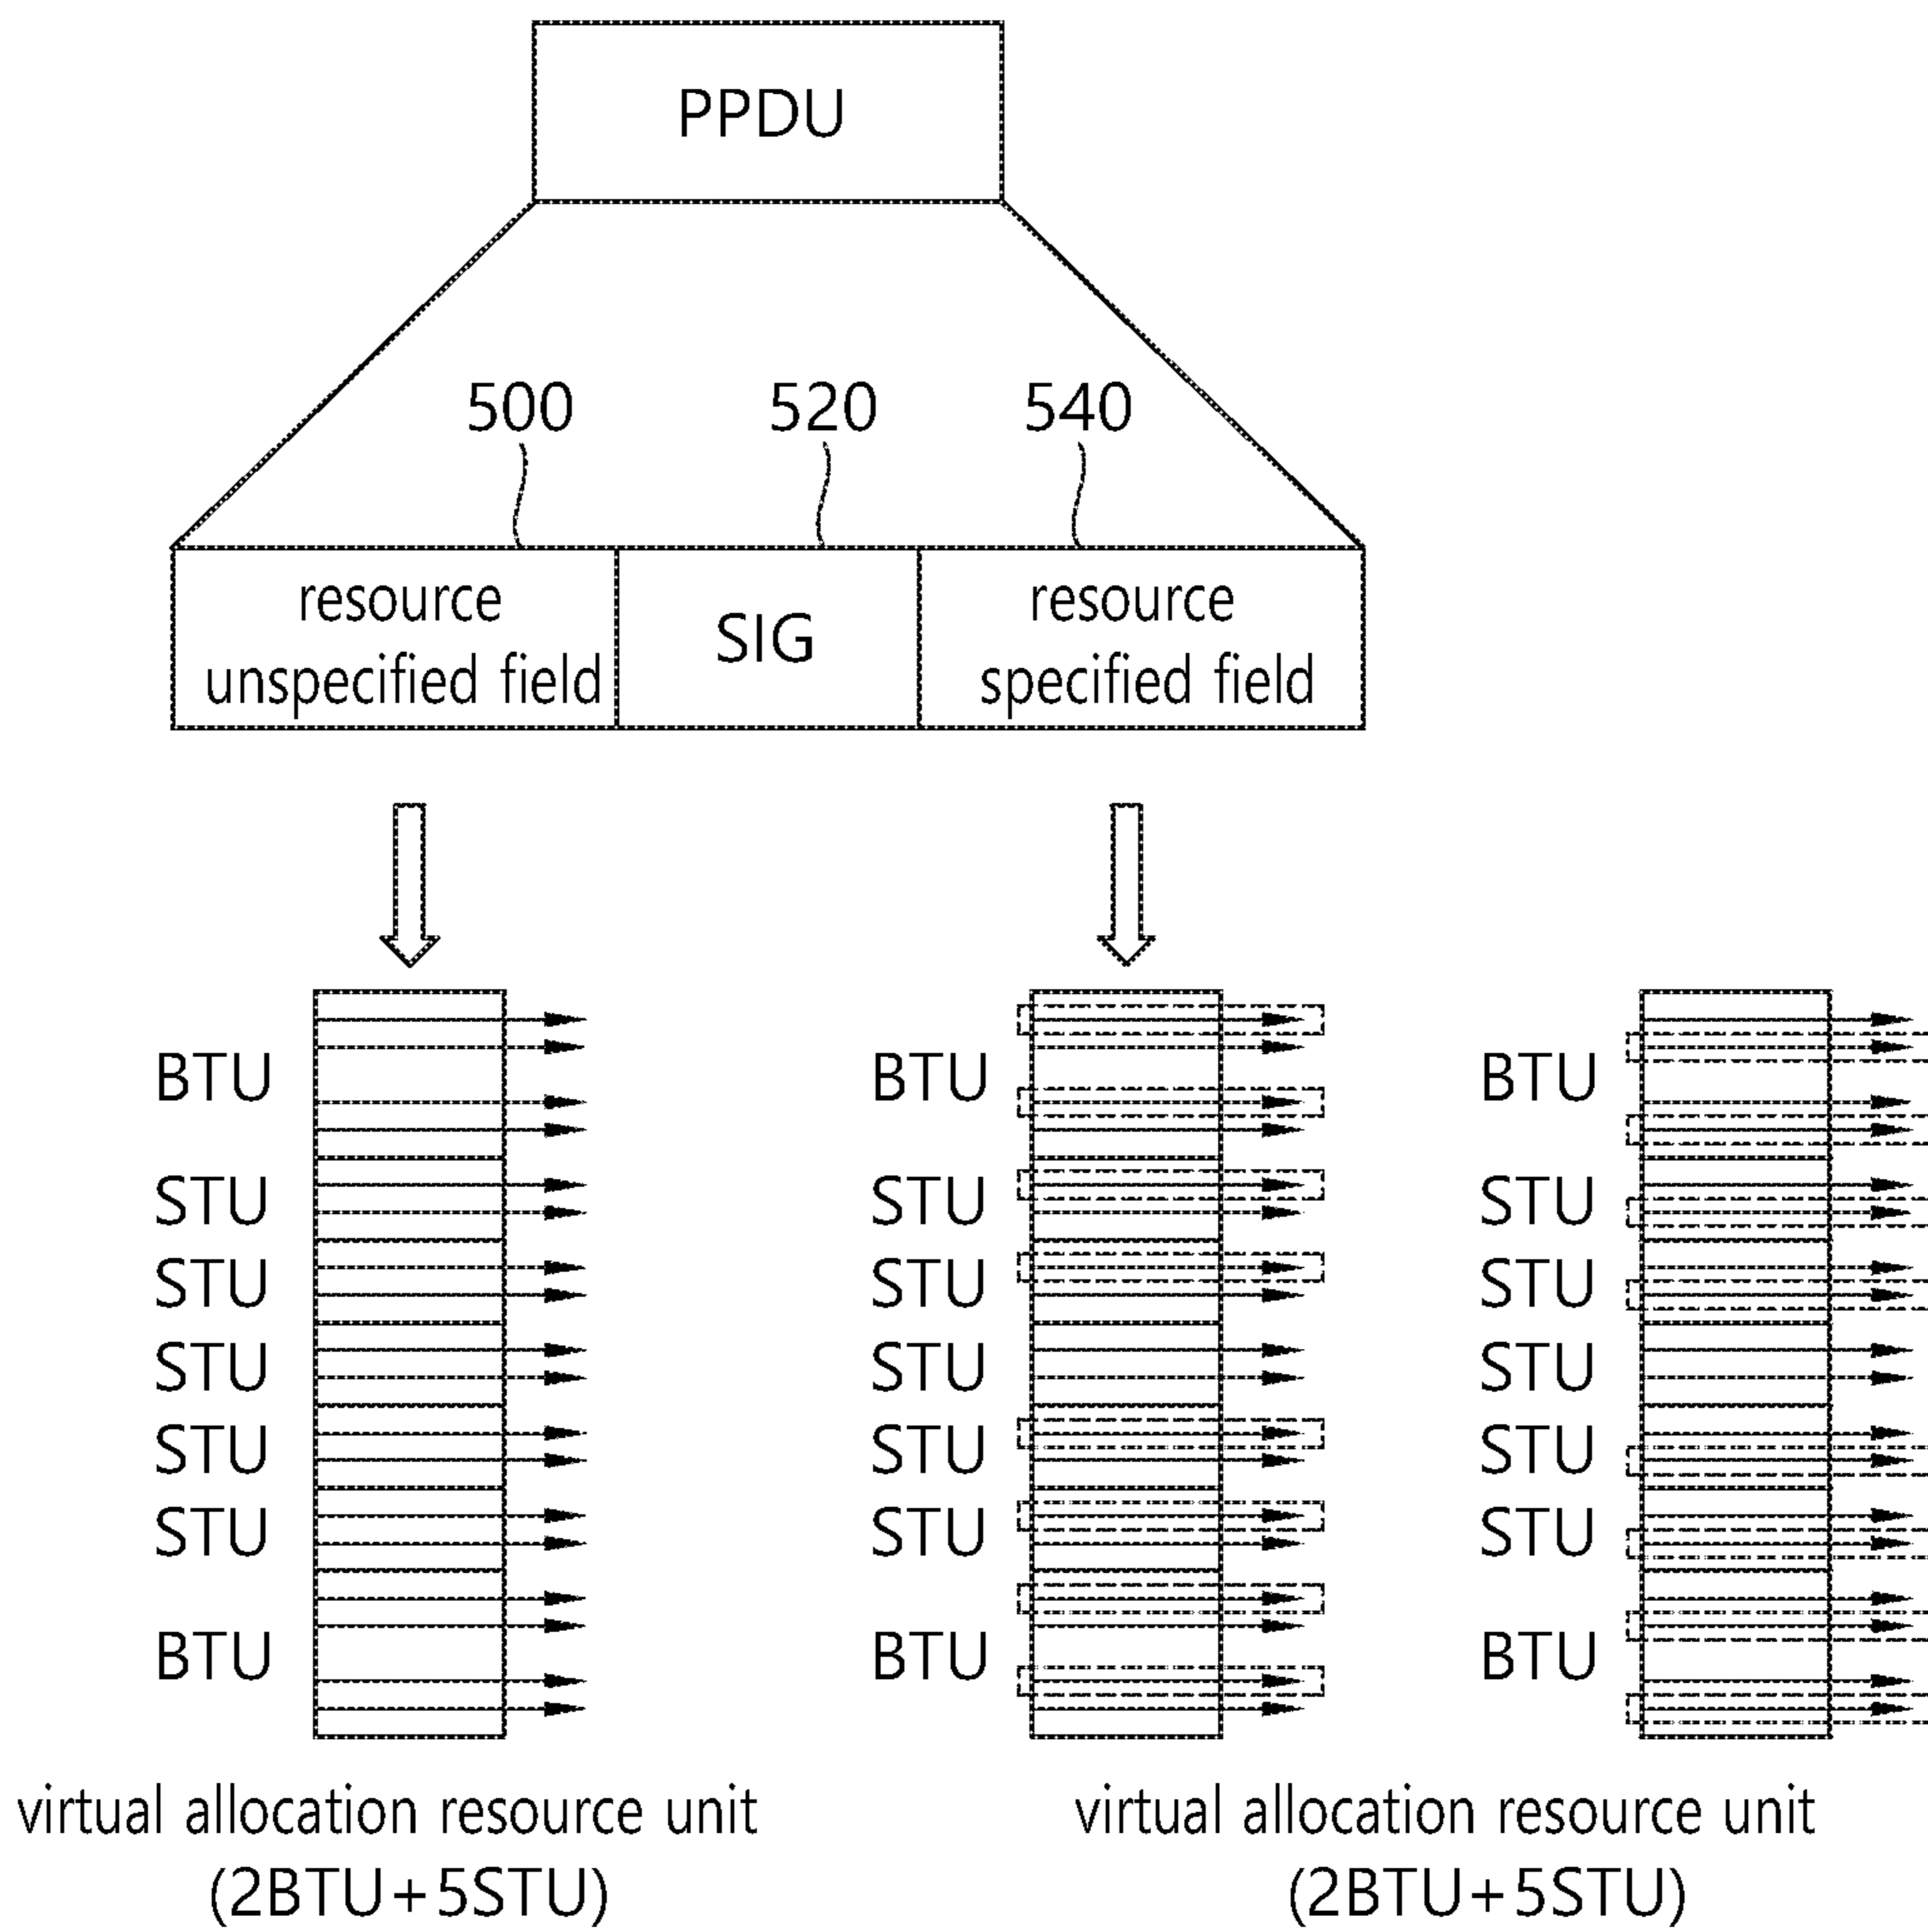 PPDU
500
520
540
resource
unspecified field
SIG
resource
specified field
BTU
STU
STU
STU
STU
STU
BTU
BTU
STU
STU
STU
STU
STU
BTU
BTU
STU
STU
STU
STU
STU
BTU
virtual allocation resource unit
(2BTU+5STU)
virtual allocation resource unit
(2BTU+5STU)